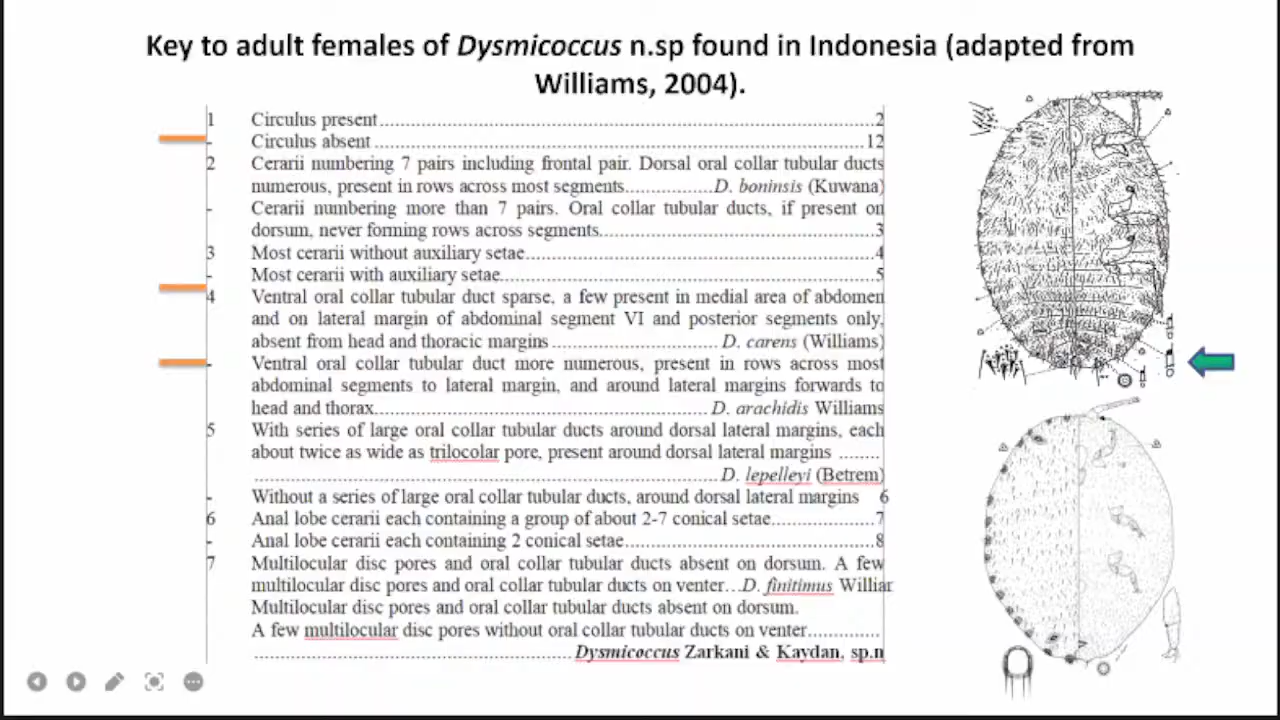 Key to adult females of Dysmicoccus n.sp found in Indonesia (adapted from
Williams, 2004).
1 Circulus present..........2
- Circulus absent..........12
2 Cerarii numbering 7 pairs including frontal pair. Dorsal oral collar tubular ducts
numerous, present in rows across most segments..........D. boninsis (Kuwana)
- Cerarii numbering more than 7 pairs. Oral collar tubular ducts, if present on
dorsum, never forming rows across segments..........3
3 Most cerarii without auxiliary setae..........4
- Most cerarii with auxiliary setae..........5
4 Ventral oral collar tubular duct sparse, a few present in medial area of abdomen
and on lateral margin of abdominal segment VI and posterior segments only,
absent from head and thoracic margins..........D. carens (Williams)
- Ventral oral collar tubular duct more numerous, present in rows across most
abdominal segments to lateral margin, and around lateral margins forwards to
head and thorax..........D. arachidis Williams
5 With series of large oral collar tubular ducts around dorsal lateral margins, each
about twice as wide as trilocolar pore, present around dorsal lateral margins ........
..........D. lepelleyi (Betrem)
- Without a series of large oral collar tubular ducts, around dorsal lateral margins 6
6 Anal lobe cerarii each containing a group of about 2-7 conical setae..........7
- Anal lobe cerarii each containing 2 conical setae..........8
7 Multilocular disc pores and oral collar tubular ducts absent on dorsum. A few
multilocular disc pores and oral collar tubular ducts on venter...D. finitimus Williar
Multilocular disc pores and oral collar tubular ducts absent on dorsum.
A few multilocular disc pores without oral collar tubular ducts on venter..........
..........Dysmicoccus Zarkani & Kaydan, sp.n